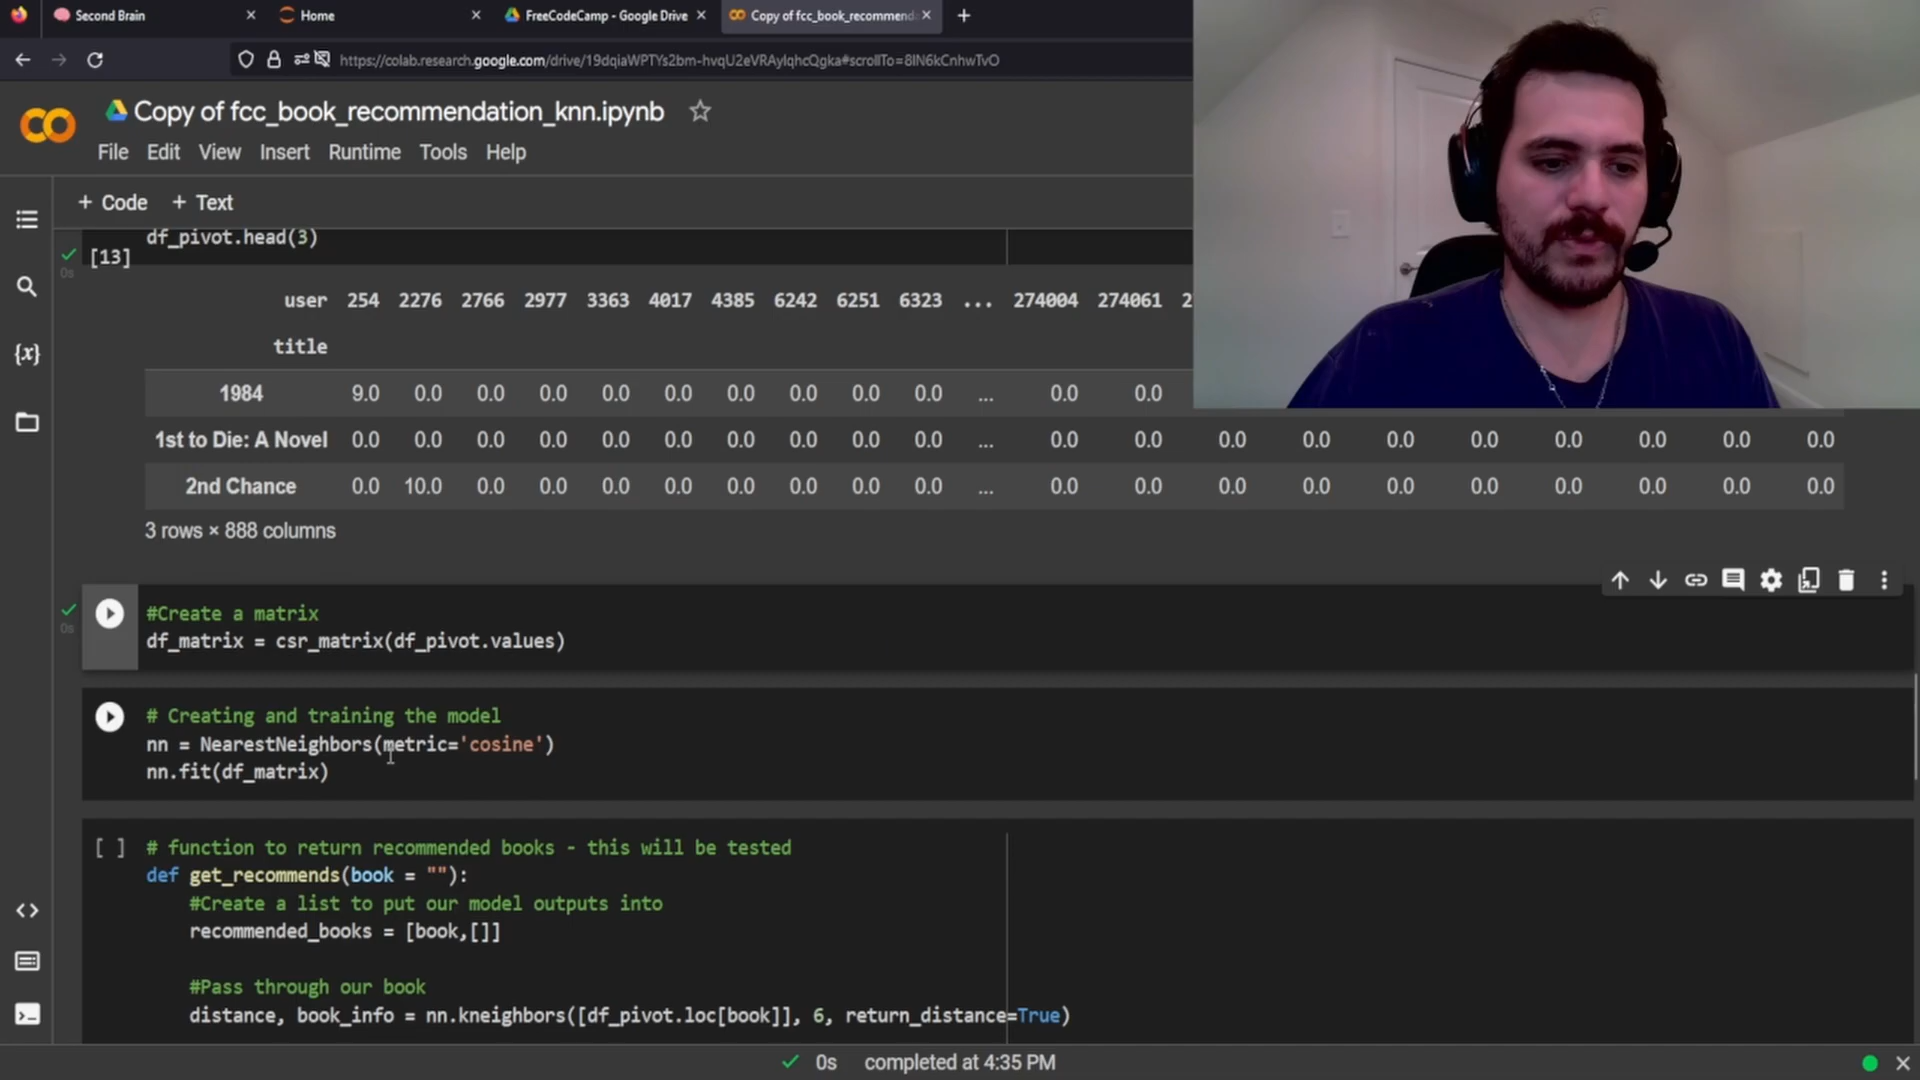 Second Brain
Home
FreeCodeCamp - Google Drive
Copy of fcc_book_recommend
https://colab.research.google.com/drive/19dqiaWPTYs2bm-hvqU2eVRAylqhcQgka#scrollTo=8lN6kCnhwTvO
Copy of fcc_book_recommendation_knn.ipynb
File Edit View Insert Runtime Tools Help
+ Code + Text
df_pivot.head(3)
[13]
0s
user 254 2276 2766 2977 3363 4017 4385 6242 6251 6323 ... 274004 274061 2
title
1984 9.0 0.0 0.0 0.0 0.0 0.0 0.0 0.0 0.0 0.0 ... 0.0 0.0
1st to Die: A Novel 0.0 0.0 0.0 0.0 0.0 0.0 0.0 0.0 0.0 0.0 ... 0.0 0.0 0.0 0.0 0.0 0.0 0.0 0.0 0.0 0.0
2nd Chance 0.0 10.0 0.0 0.0 0.0 0.0 0.0 0.0 0.0 0.0 ... 0.0 0.0 0.0 0.0 0.0 0.0 0.0 0.0 0.0 0.0
3 rows × 888 columns
#Create a matrix
0s
df_matrix = csr_matrix(df_pivot.values)
# Creating and training the model
nn = NearestNeighbors(metric='cosine')
nn.fit(df_matrix)
[ ] # function to return recommended books - this will be tested
def get_recommends(book = ""):
#Create a list to put our model outputs into
recommended_books = [book,[]]
#Pass through our book
distance, book_info = nn.kneighbors([df_pivot.loc[book]], 6, return_distance=True)
0s completed at 4:35 PM